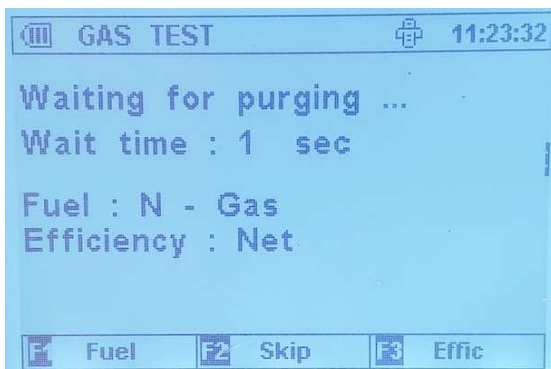 GAS TEST 11:23:32
Waiting for purging ...
Wait time : 1 sec
Fuel : N - Gas
Efficiency : Net
F1 Fuel F2 Skip F3 Effic